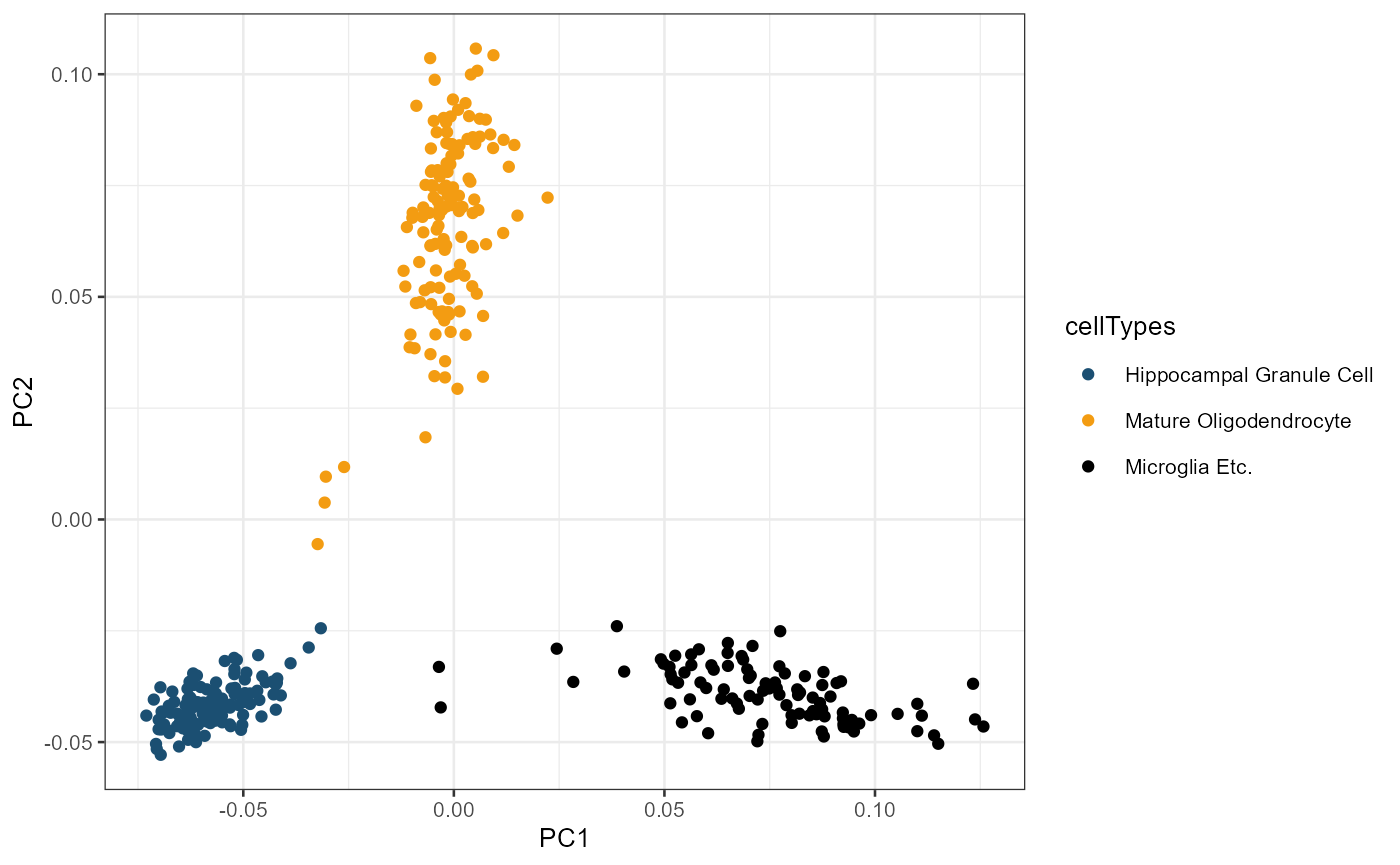 0.10
0.05
0.00
-0.05
PC2
-0.05
0.00
0.05
0.10
PC1
cellTypes
Hippocampal Granule Cell
Mature Oligodendrocyte
Microglia Etc.